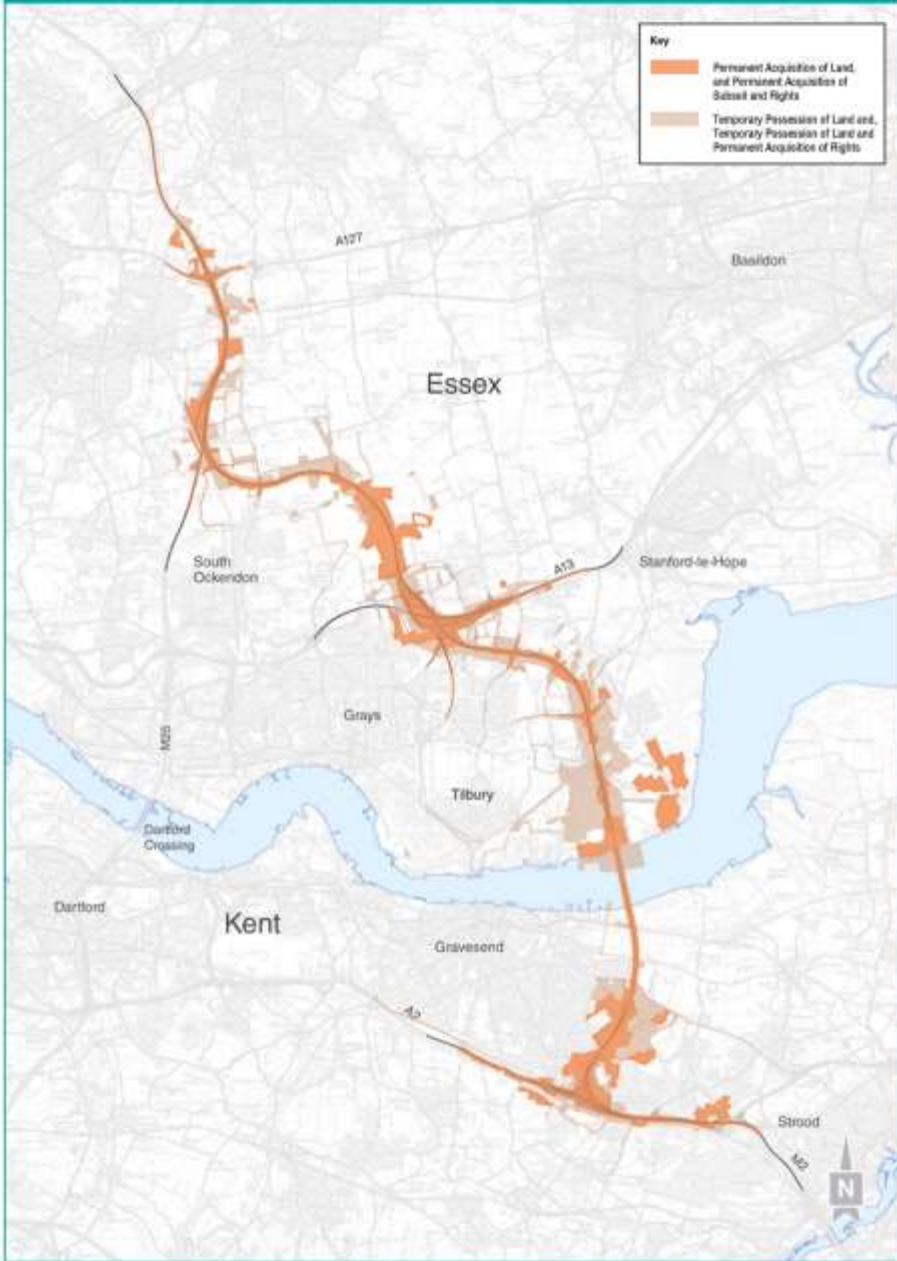 Key
Permanent Acquisition of Land,
and Permanent Acquisition of
Subsoil and Rights
Temporary Possession of Land and,
Temporary Possession of Land and
Permanent Acquisition of Rights
A127
Basildon
Essex
South
Ockendon
A13
Stanford-le-Hope
Grays
M25
Tilbury
Dartford
Crossing
Dartford
Kent
Gravesend
A2
Strood
M2
N